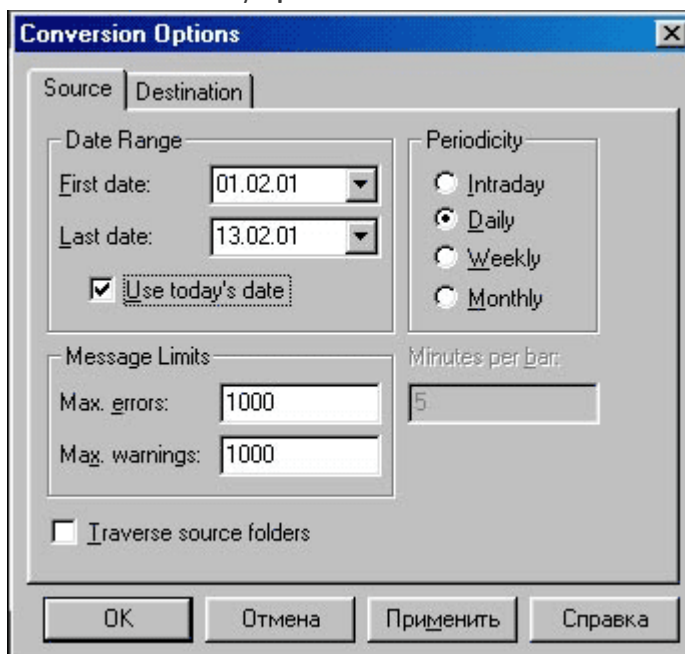 Conversion Options
Source Destination
Date Range
First date: 01.02.01
Last date: 13.02.01
Use today's date
Periodicity
Intraday
Daily
Weekly
Monthly
Message Limits
Max. errors: 1000
Max. warnings: 1000
Minutes per bar:
5
Traverse source folders
OK Отмена Применить Справка